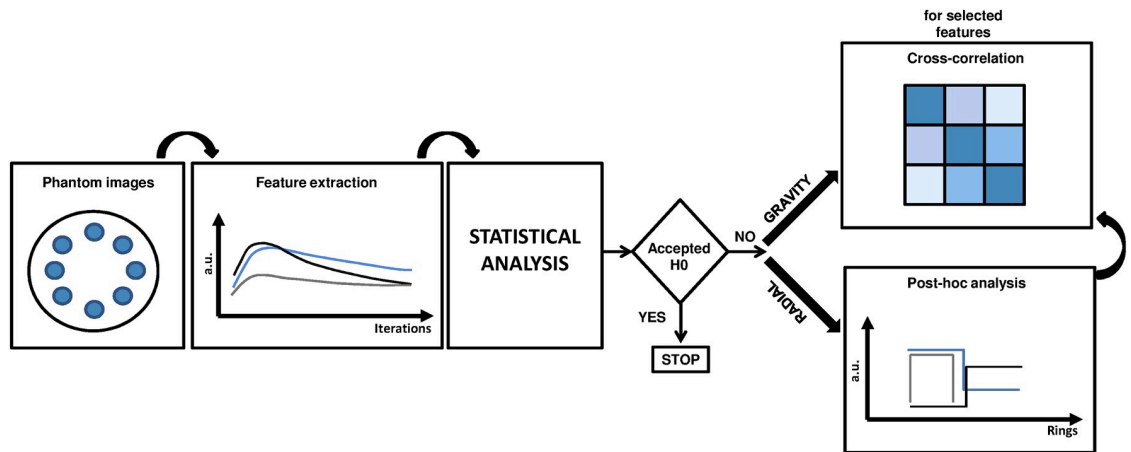 Phantom images
Feature extraction
a.u.
Iterations
STATISTICAL
ANALYSIS
Accepted
H0
YES
STOP
NO
GRAVITY
RADIAL
for selected
features
Cross-correlation
Post-hoc analysis
a.u.
Rings